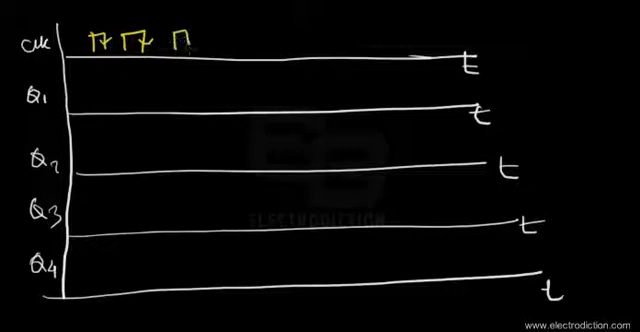 CLK
t
Q1
t
Q2
t
Q3
t
Q4
t
ELECTRODICTION
www.electrodiction.com